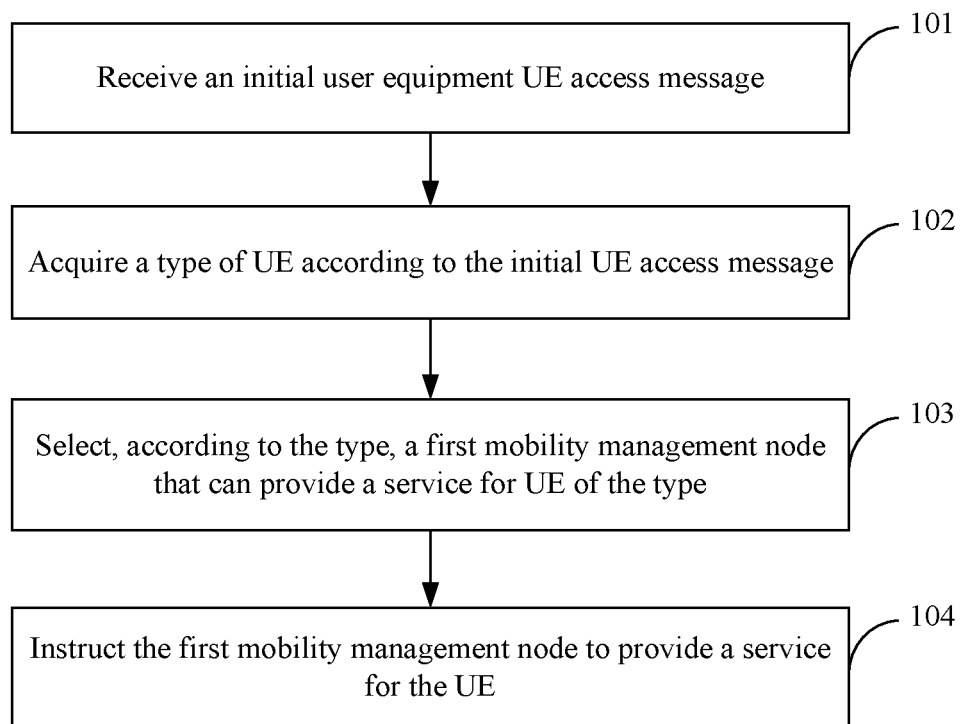 101
Receive an initial user equipment UE access message
102
Acquire a type of UE according to the initial UE access message
103
Select, according to the type, a first mobility management node
that can provide a service for UE of the type
104
Instruct the first mobility management node to provide a service
for the UE